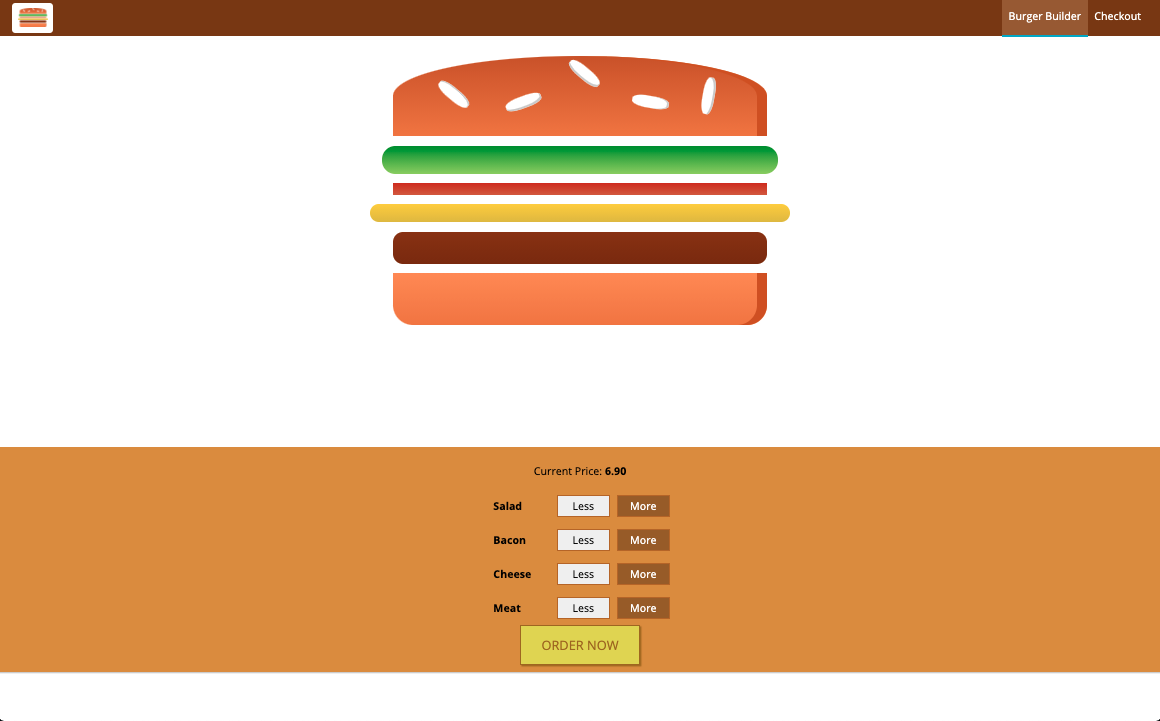 Burger Builder Checkout
Current Price: 6.90
Salad Less More
Bacon Less More
Cheese Less More
Meat Less More
ORDER NOW